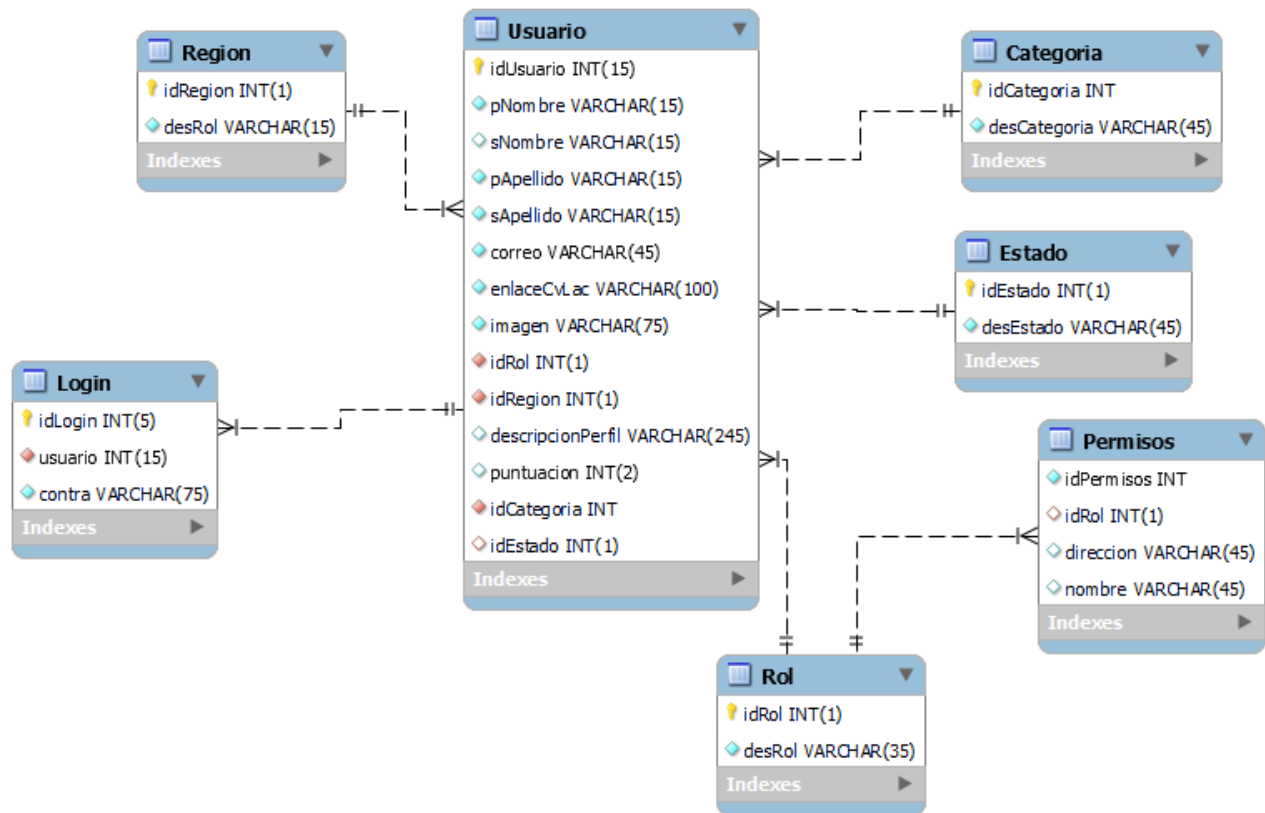 Region
idRegion INT(1)
desRol VARCHAR(15)
Indexes
Usuario
idUsuario INT(15)
pNombre VARCHAR(15)
sNombre VARCHAR(15)
pApellido VARCHAR(15)
sApellido VARCHAR(15)
correo VARCHAR(45)
enlaceCvLac VARCHAR(100)
imagen VARCHAR(75)
idRol INT(1)
idRegion INT(1)
descripcionPerfil VARCHAR(245)
puntuacion INT(2)
idCategoria INT
idEstado INT(1)
Indexes
Categoria
idCategoria INT
desCategoria VARCHAR(45)
Indexes
Estado
idEstado INT(1)
desEstado VARCHAR(45)
Indexes
Login
idLogin INT(5)
usuario INT(15)
contra VARCHAR(75)
Indexes
Permisos
idPermisos INT
idRol INT(1)
direccion VARCHAR(45)
nombre VARCHAR(45)
Indexes
Rol
idRol INT(1)
desRol VARCHAR(35)
Indexes